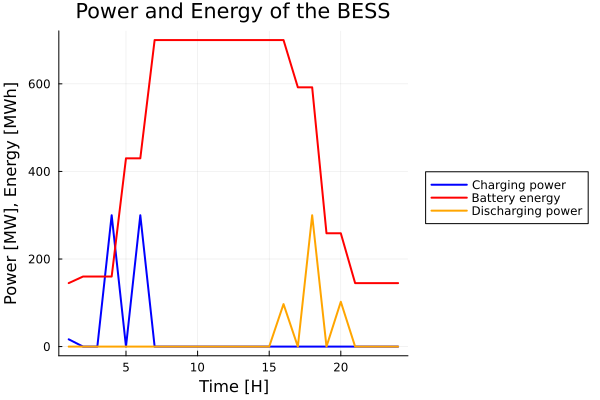 Power and Energy of the BESS
Power [MW], Energy [MWh]
600
400
200
0
5
10
15
20
Time [H]
Charging power
Battery energy
Discharging power